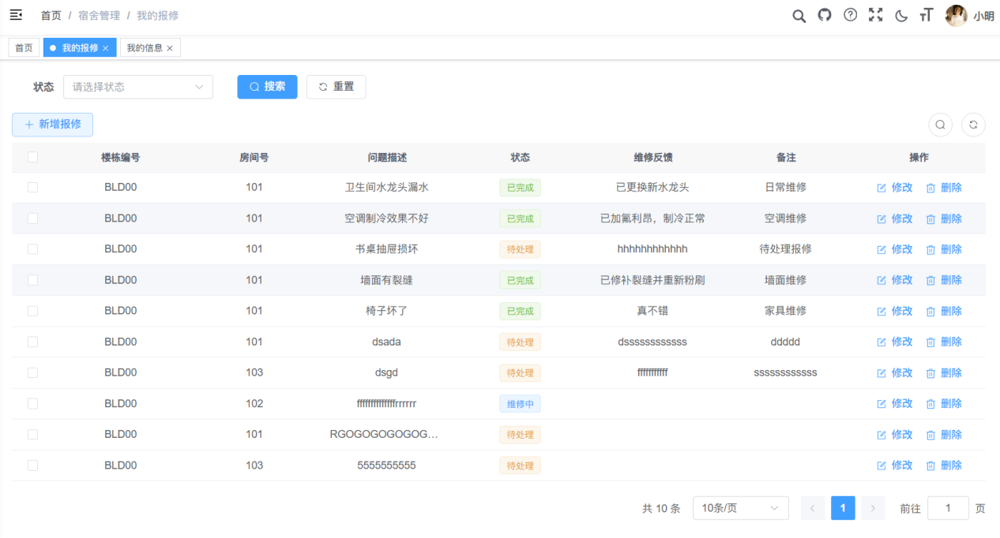 首页 / 宿舍管理 / 我的报修 小明
首页 我的报修 × 我的信息 ×
状态 请选择状态 搜索 重置
+ 新增报修
楼栋编号 房间号 问题描述 状态 维修反馈 备注 操作
BLD00 101 卫生间水龙头漏水 已完成 已更换新水龙头 日常维修 修改 删除
BLD00 101 空调制冷效果不好 已完成 已加氟利昂，制冷正常 空调维修 修改 删除
BLD00 101 书桌抽屉损坏 待处理 hhhhhhhhhhhh 待处理报修 修改 删除
BLD00 101 墙面有裂缝 已完成 已修补裂缝并重新粉刷 墙面维修 修改 删除
BLD00 101 椅子坏了 已完成 真不错 家具维修 修改 删除
BLD00 101 dsada 待处理 dssssssssssss ddddd 修改 删除
BLD00 103 dsgd 待处理 fffffffffff ssssssssssss 修改 删除
BLD00 102 ffffffffffffffrrrrrr 维修中 修改 删除
BLD00 101 RGOGOGOGOGOG… 待处理 修改 删除
BLD00 103 5555555555 待处理 修改 删除
共 10 条 10条/页 < 1 > 前往 1 页